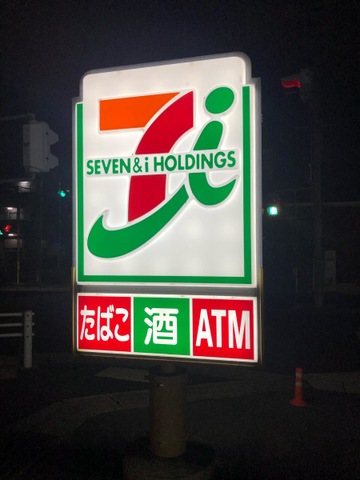 7i
SEVEN&i HOLDINGS
たばこ 酒 ATM